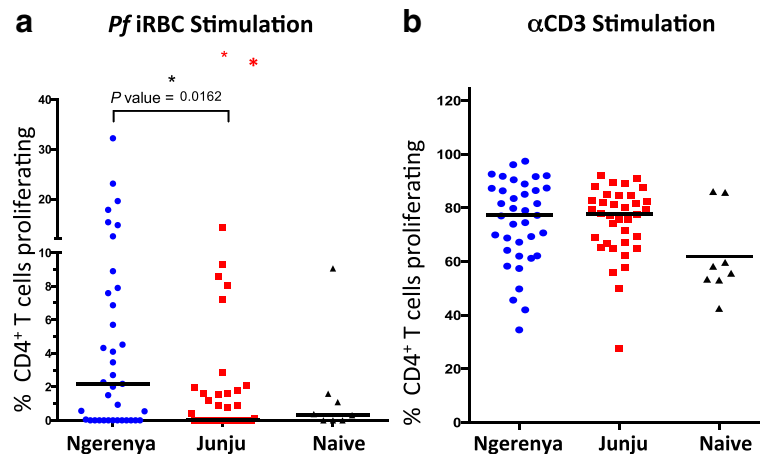 a
Pf iRBC Stimulation
* *
*
P value = 0.0162
40
20
10
8
6
4
2
0
% CD4+ T cells proliferating
Ngerenya Junju Naive
b
αCD3 Stimulation
120
100
80
60
40
20
0
% CD4+ T cells proliferating
Ngerenya Junju Naive